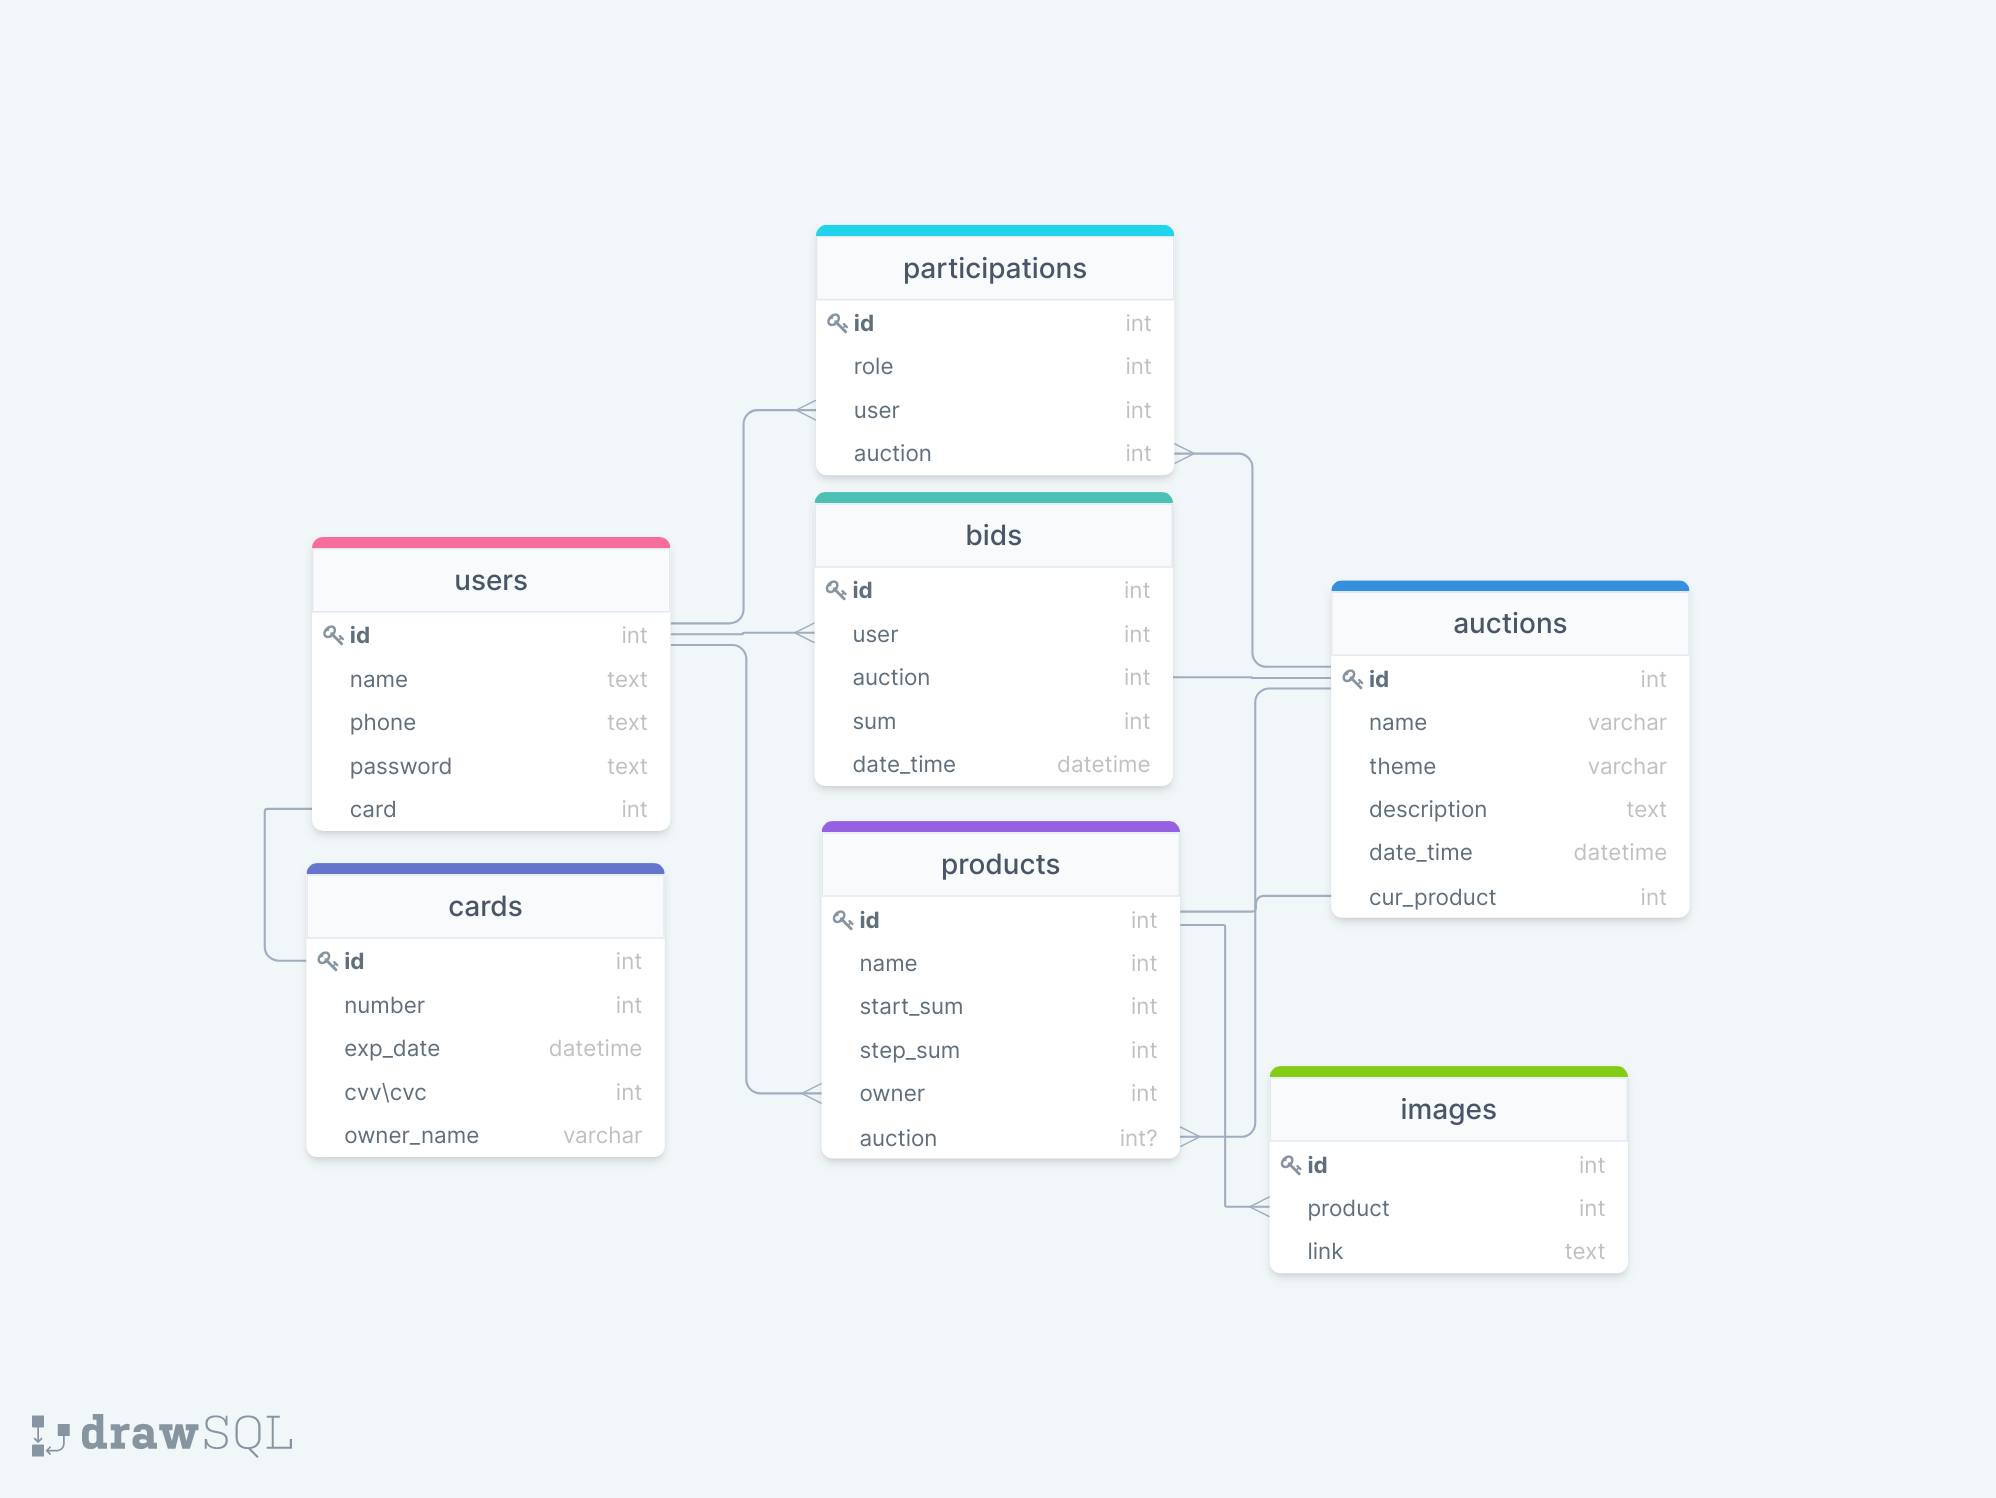 participations
id int
role int
user int
auction int
bids
id int
user int
auction int
sum int
date_time datetime
users
id int
name text
phone text
password text
card int
auctions
id int
name varchar
theme varchar
description text
date_time datetime
cur_product int
cards
id int
number int
exp_date datetime
cvv\cvc int
owner_name varchar
products
id int
name int
start_sum int
step_sum int
owner int
auction int?
images
id int
product int
link text
drawSQL